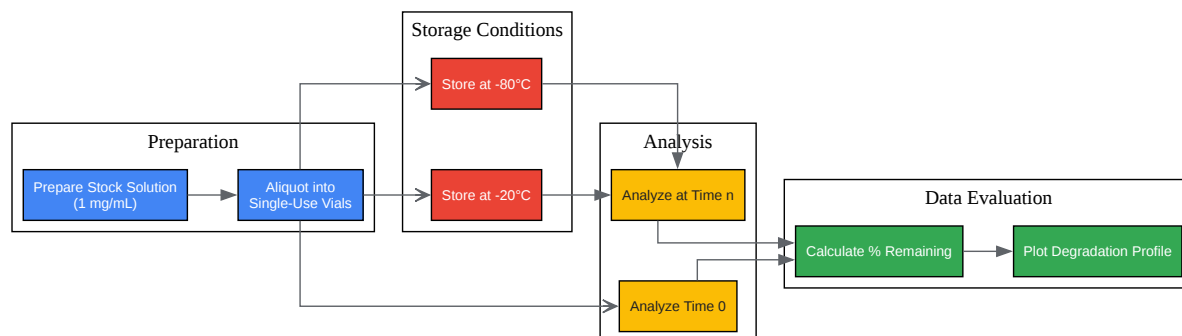 Storage Conditions
Store at -80°C
Preparation
Analysis
Prepare Stock Solution
(1 mg/mL)
Aliquot into
Single-Use Vials
Store at -20°C
Analyze at Time n
Data Evaluation
Calculate % Remaining
Plot Degradation Profile
Analyze Time 0